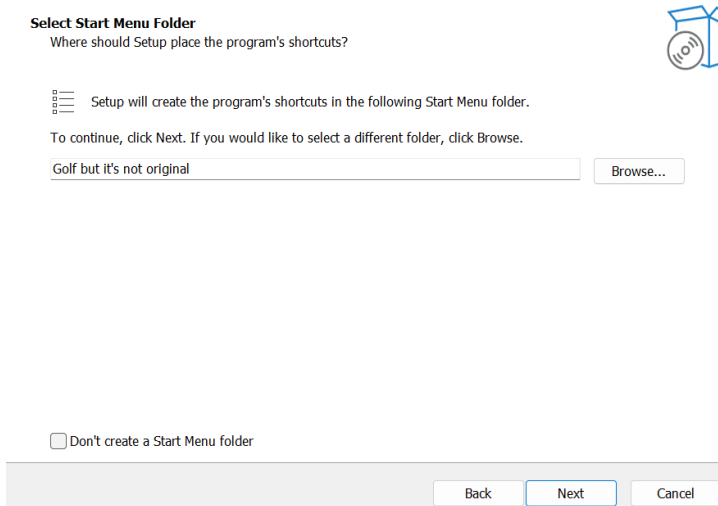 Select Start Menu Folder
Where should Setup place the program's shortcuts?
Setup will create the program's shortcuts in the following Start Menu folder.
To continue, click Next. If you would like to select a different folder, click Browse.
Golf but it's not original
Browse...
Don't create a Start Menu folder
Back
Next
Cancel